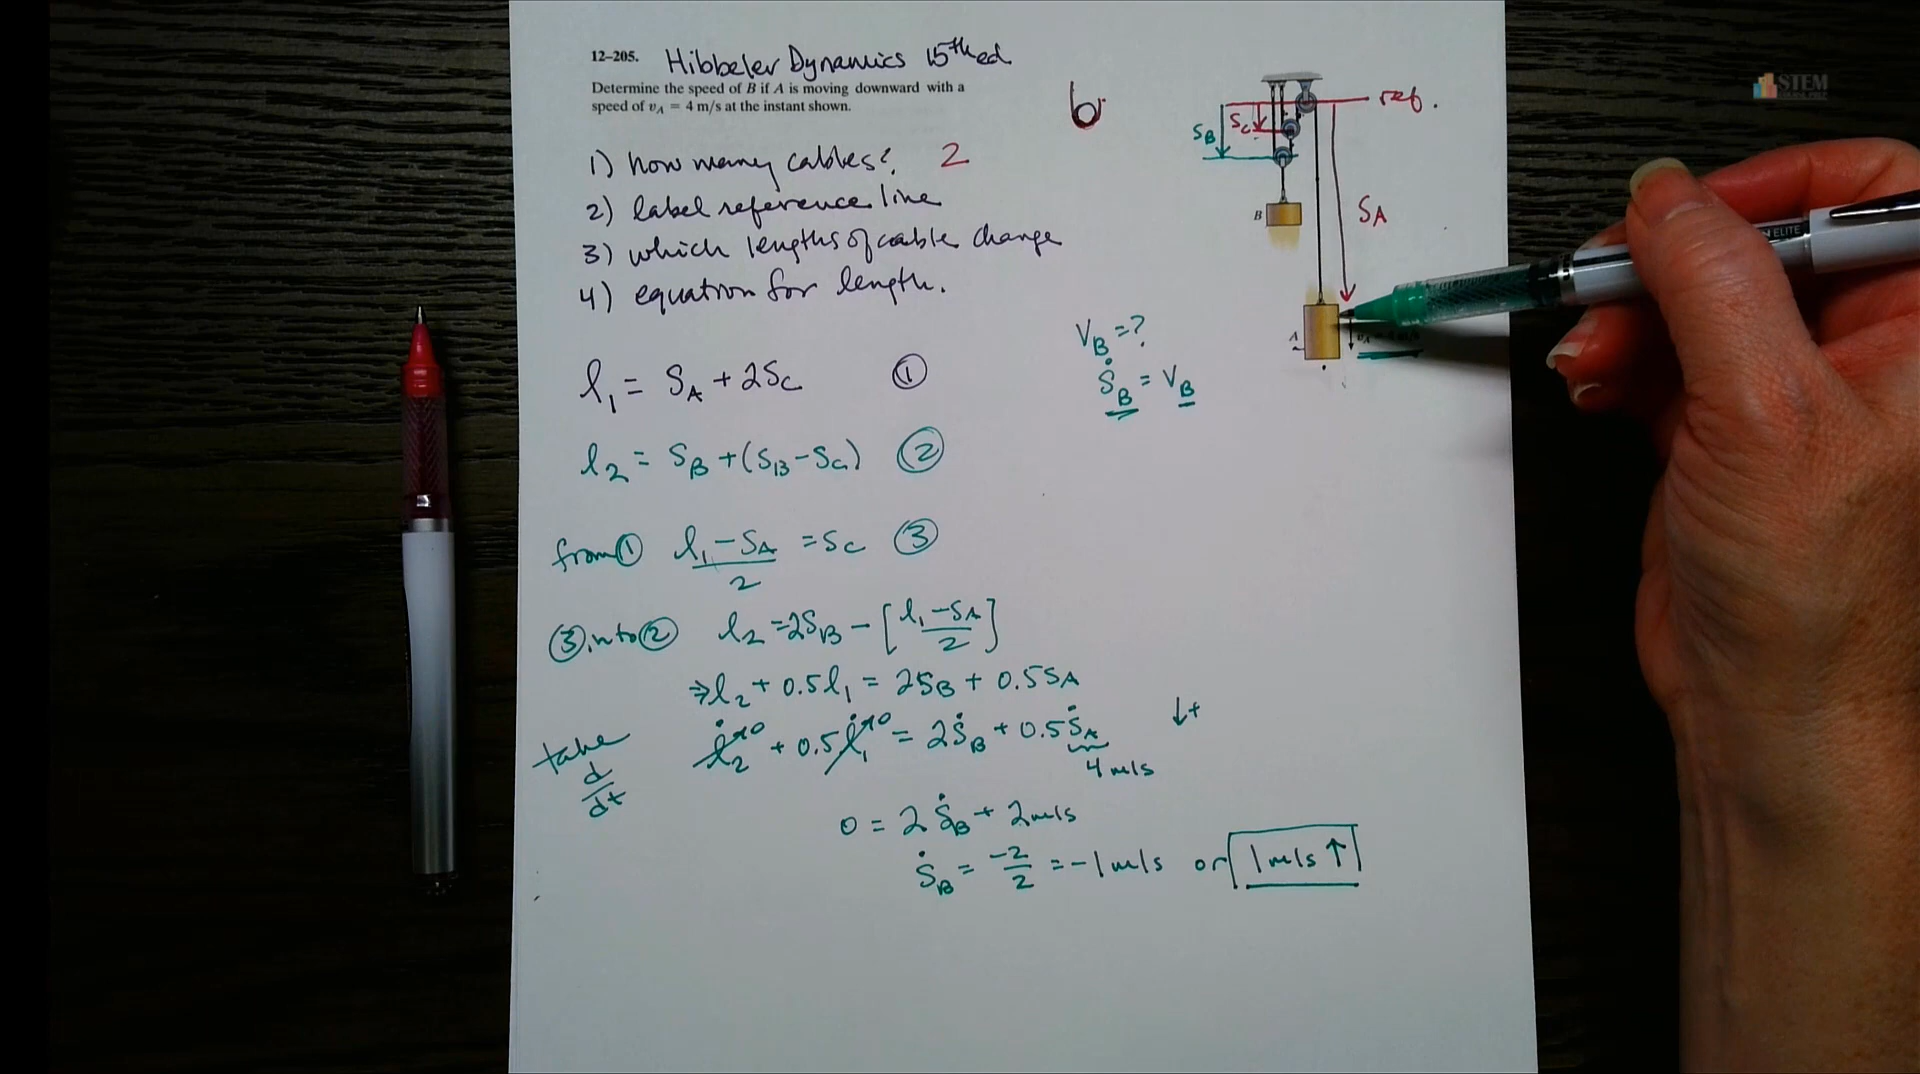 12–205. Hibbeler Dynamics 15th ed
Determine the speed of B if A is moving downward with a
speed of vA = 4 m/s at the instant shown.
6
STEM
ref.
SB
SC
SA
B
A
vA
1) how many cables? 2
2) label reference line
3) which lengths of cable change
4) equation for length.
VB = ?
ṠB = VB
l1 = SA + 2SC ①
l2 = SB + (SB - SC) ②
from ① l1 - SA / 2 = SC ③
③ into ② l2 = 2SB - [l1 - SA / 2]
⇒ l2 + 0.5l1 = 2SB + 0.5SA
take d/dt l̇2→0 + 0.5l̇1→0 = 2ṠB + 0.5ṠA ↓+
4 m/s
0 = 2ṠB + 2m/s
ṠB = -2/2 = -1 m/s or 1 m/s ↑
ELITE